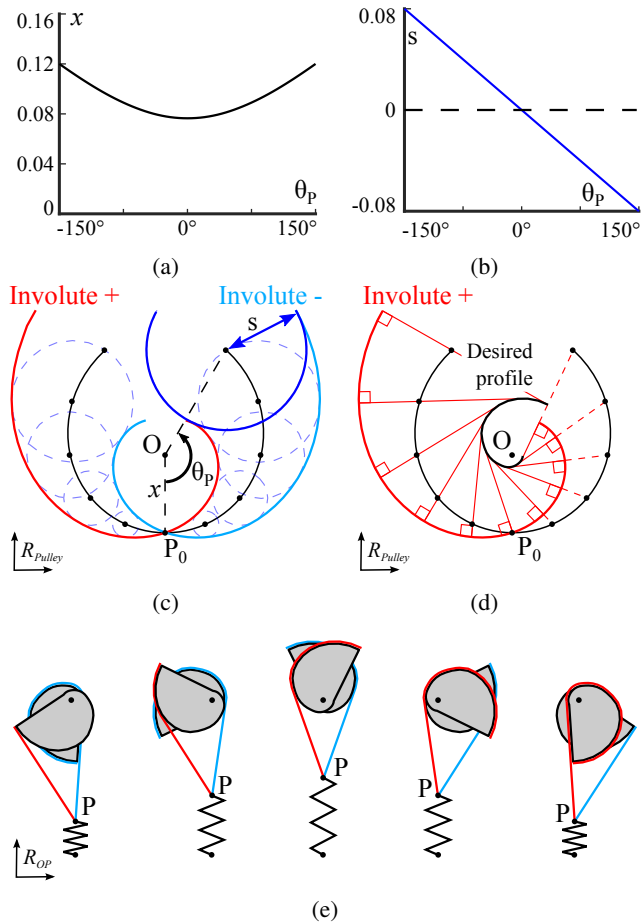 0.16
x
0.12
0.08
0.04
0
θP
-150°
0°
150°
(a)
0.08
s
0
-0.08
θP
-150°
0°
150°
(b)
Involute +
Involute -
s
O
x
θP
P0
RPulley
(c)
Involute +
Desired
profile
O
P0
RPulley
(d)
P
P
P
P
P
ROP
(e)